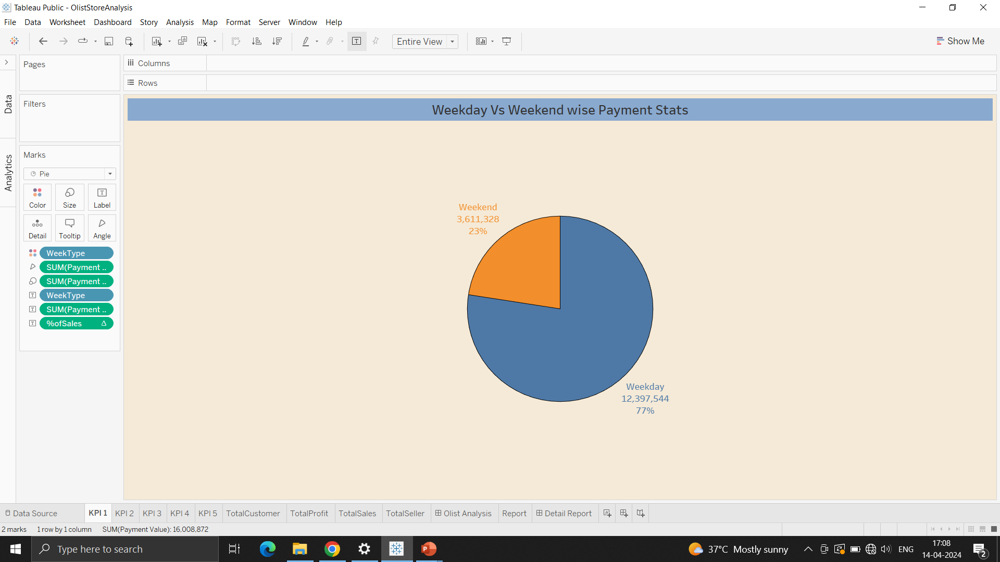 Tableau Public - OlistStoreAnalysis
File Data Worksheet Dashboard Story Analysis Map Format Server Window Help
Entire View
Show Me
Pages
Columns
Rows
Data
Filters
Weekday Vs Weekend wise Payment Stats
Analytics
Marks
Pie
Color Size Label
Detail Tooltip Angle
WeekType
SUM(Payment ..
SUM(Payment ..
WeekType
SUM(Payment ..
%ofSales
Weekend
3,611,328
23%
Weekday
12,397,544
77%
Data Source KPI 1 KPI 2 KPI 3 KPI 4 KPI 5 TotalCustomer TotalProfit TotalSales TotalSeller Olist Analysis Report Detail Report
2 marks 1 row by 1 column SUM(Payment Value): 16,008,872
Type here to search
37°C Mostly sunny
ENG
17:08
14-04-2024
2